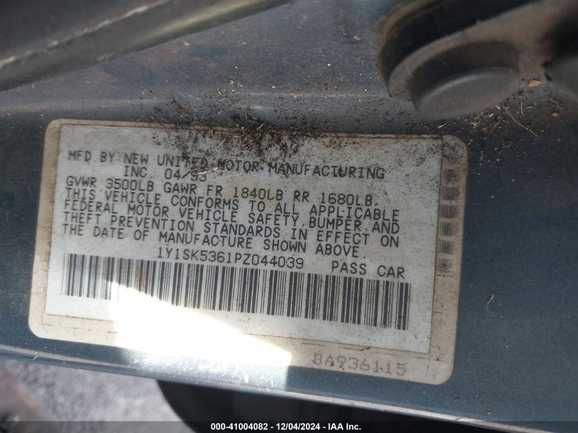 MFD BY NEW UNITED MOTOR MANUFACTURING
INC. 04/93
GVWR 3500LB GAWR FR 1840LB RR 1680LB.
THIS VEHICLE CONFORMS TO ALL APPLICABLE
FEDERAL MOTOR VEHICLE SAFETY,BUMPER,AND
THEFT PREVENTION STANDARDS IN EFFECT ON
THE DATE OF MANUFACTURE SHOWN ABOVE.
1Y1SK5361PZ044039 PASS CAR
8A936115
000-41004082 - 12/04/2024 - IAA Inc.